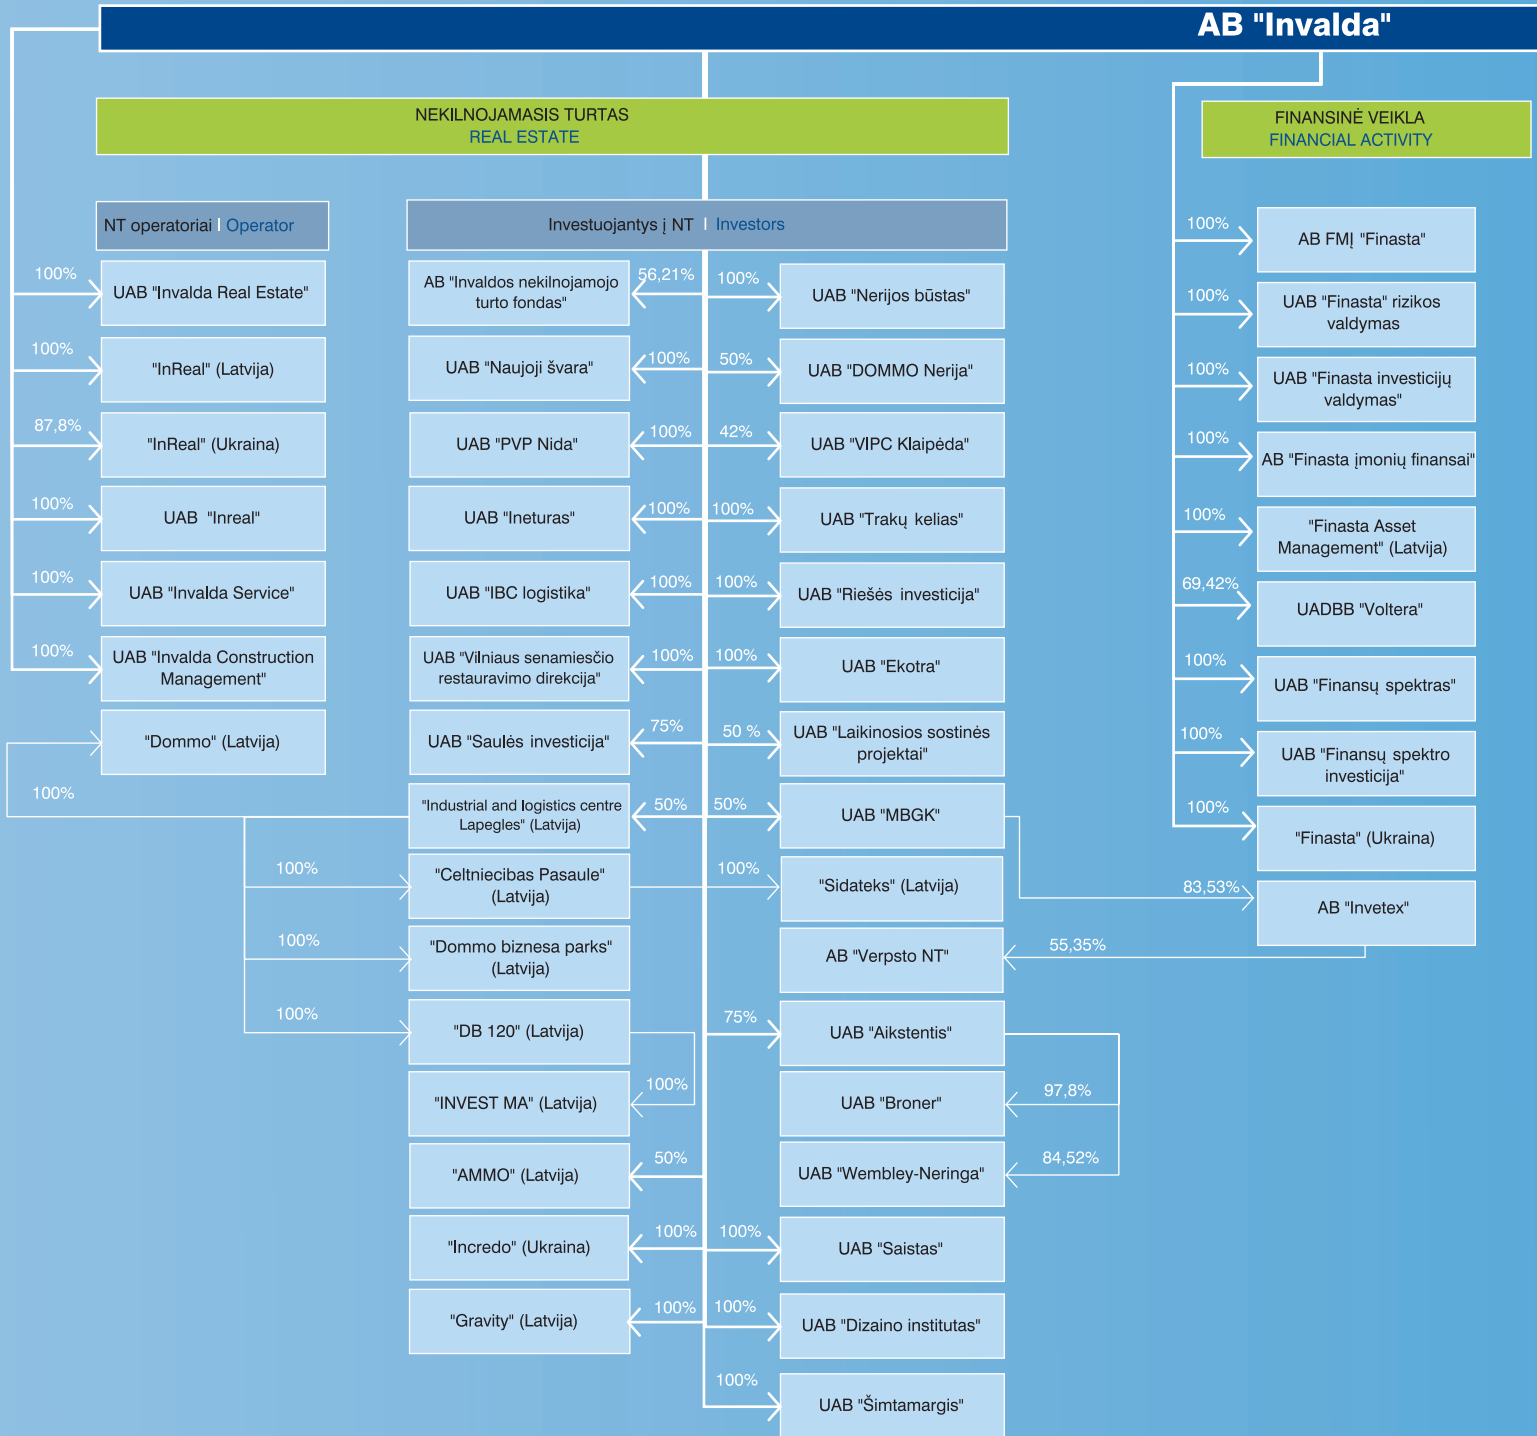 AB "Invalda"
NEKILNOJAMASIS TURTAS
REAL ESTATE
FINANSINĖ VEIKLA
FINANCIAL ACTIVITY
NT operatoriai | Operator
Investuojantys į NT | Investors
100%
UAB "Invalda Real Estate"
100%
"InReal" (Latvija)
87,8%
"InReal" (Ukraina)
100%
UAB "Inreal"
100%
UAB "Invalda Service"
100%
UAB "Invalda Construction
Management"
"Dommo" (Latvija)
100%
AB "Invaldos nekilnojamojo
turto fondas"
56,21%
UAB "Naujoji švara"
100%
UAB "PVP Nida"
100%
UAB "Ineturas"
100%
UAB "IBC logistika"
100%
UAB "Vilniaus senamiesčio
restauravimo direkcija"
100%
UAB "Saulės investicija"
75%
"Industrial and logistics centre
Lapegles" (Latvija)
50%
100%
"Celtniecibas Pasaule"
(Latvija)
100%
"Dommo biznesa parks"
(Latvija)
100%
"DB 120" (Latvija)
100%
"INVEST MA" (Latvija)
50%
"AMMO" (Latvija)
100%
"Incredo" (Ukraina)
100%
"Gravity" (Latvija)
100%
UAB "Nerijos būstas"
50%
UAB "DOMMO Nerija"
42%
UAB "VIPC Klaipėda"
100%
UAB "Trakų kelias"
100%
UAB "Riešės investicija"
100%
UAB "Ekotra"
50 %
UAB "Laikinosios sostinės
projektai"
50%
UAB "MBGK"
100%
"Sidateks" (Latvija)
AB "Verpsto NT"
55,35%
75%
UAB "Aikstentis"
UAB "Broner"
97,8%
UAB "Wembley-Neringa"
84,52%
100%
UAB "Saistas"
100%
UAB "Dizaino institutas"
100%
UAB "Šimtamargis"
100%
AB FMĮ "Finasta"
100%
UAB "Finasta" rizikos
valdymas
100%
UAB "Finasta investicijų
valdymas"
100%
AB "Finasta įmonių finansai"
100%
"Finasta Asset
Management" (Latvija)
69,42%
UADBB "Voltera"
100%
UAB "Finansų spektras"
100%
UAB "Finansų spektro
investicija"
100%
"Finasta" (Ukraina)
83,53%
AB "Invetex"